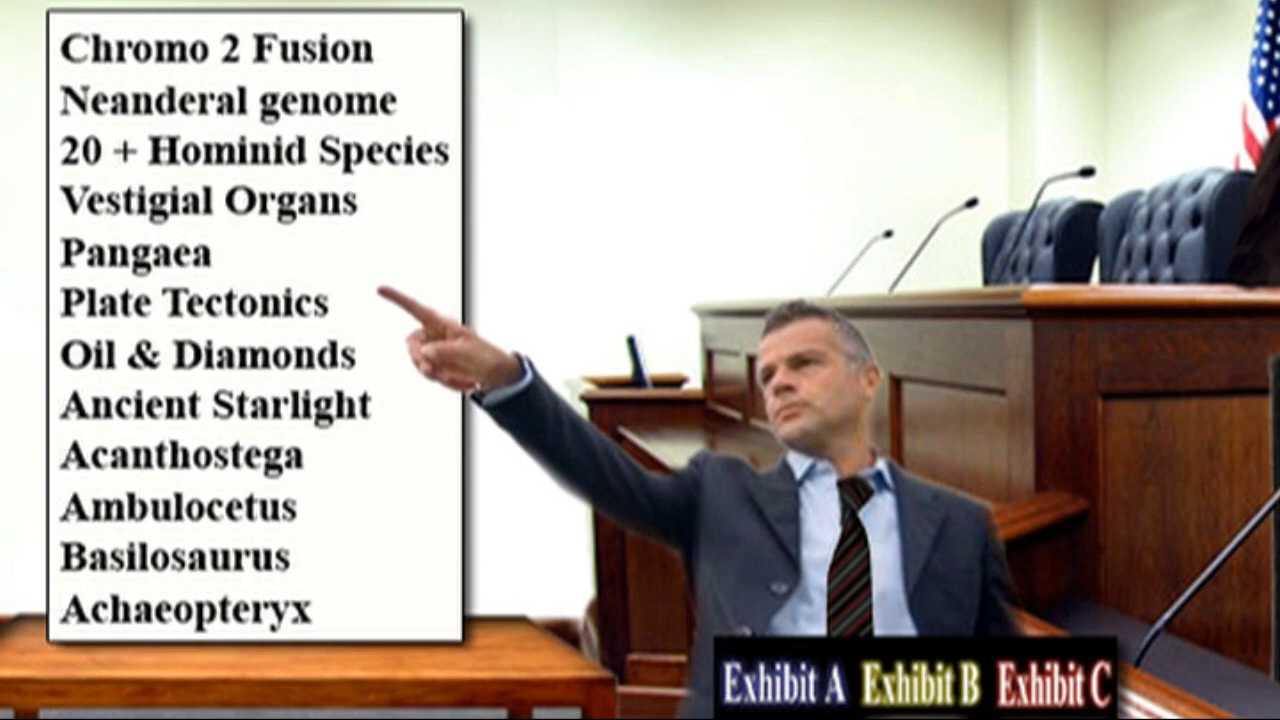 Chromo 2 Fusion
Neanderal genome
20 + Hominid Species
Vestigial Organs
Pangaea
Plate Tectonics
Oil & Diamonds
Ancient Starlight
Acanthostega
Ambulocetus
Basilosaurus
Achaeopteryx
Exhibit A Exhibit B Exhibit C